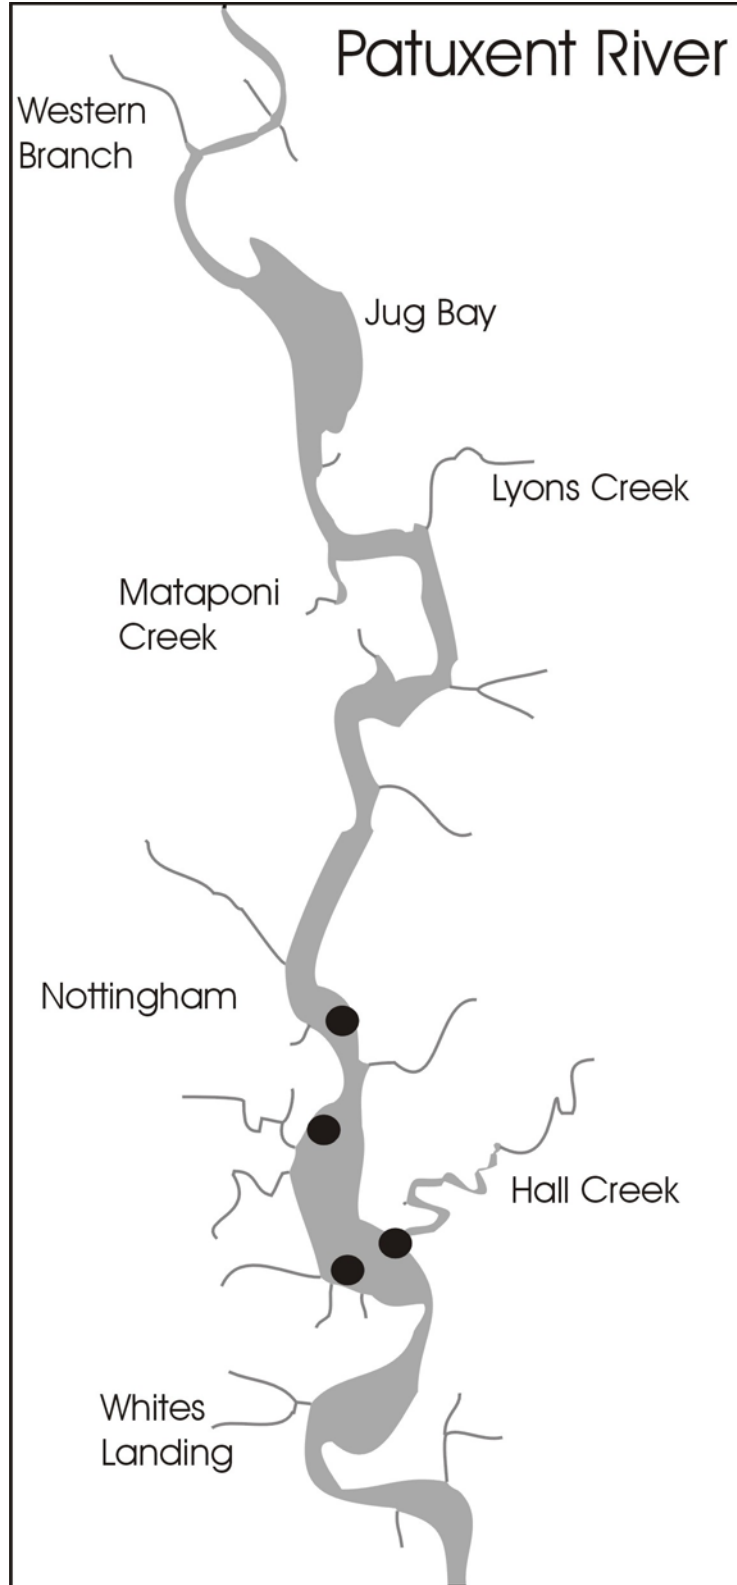 Patuxent River
Western
Branch
Jug Bay
Lyons Creek
Mataponi
Creek
Nottingham
Hall Creek
Whites
Landing